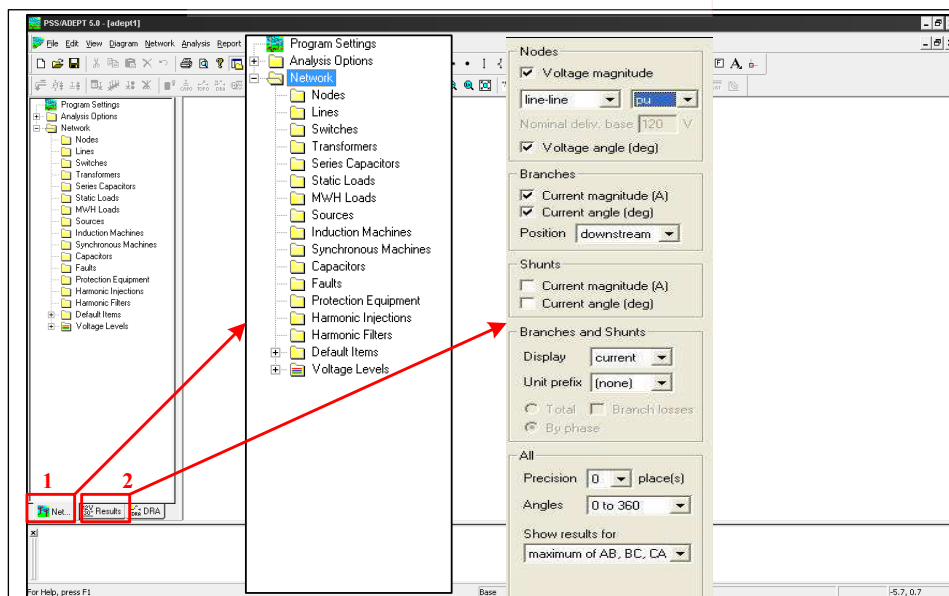 PSS/ADEPT 5.0 - [adept1]
File Edit View Diagram Network Analysis Report
Program Settings
Analysis Options
Network
Nodes
Lines
Switches
Transformers
Series Capacitors
Static Loads
MWH Loads
Sources
Induction Machines
Synchronous Machines
Capacitors
Faults
Protection Equipment
Harmonic Injections
Harmonic Filters
Default Items
Voltage Levels
1
2
Net...
Results
DRA
Program Settings
Analysis Options
Network
Nodes
Lines
Switches
Transformers
Series Capacitors
Static Loads
MWH Loads
Sources
Induction Machines
Synchronous Machines
Capacitors
Faults
Protection Equipment
Harmonic Injections
Harmonic Filters
Default Items
Voltage Levels
Nodes
Voltage magnitude
line-line pu
Nominal deliv. base 120 V
Voltage angle (deg)
Branches
Current magnitude (A)
Current angle (deg)
Position downstream
Shunts
Current magnitude (A)
Current angle (deg)
Branches and Shunts
Display current
Unit prefix (none)
Total Branch losses
By phase
All
Precision 0 place(s)
Angles 0 to 360
Show results for
maximum of AB, BC, CA
For Help, press F1
Base
-5.7, 0.7